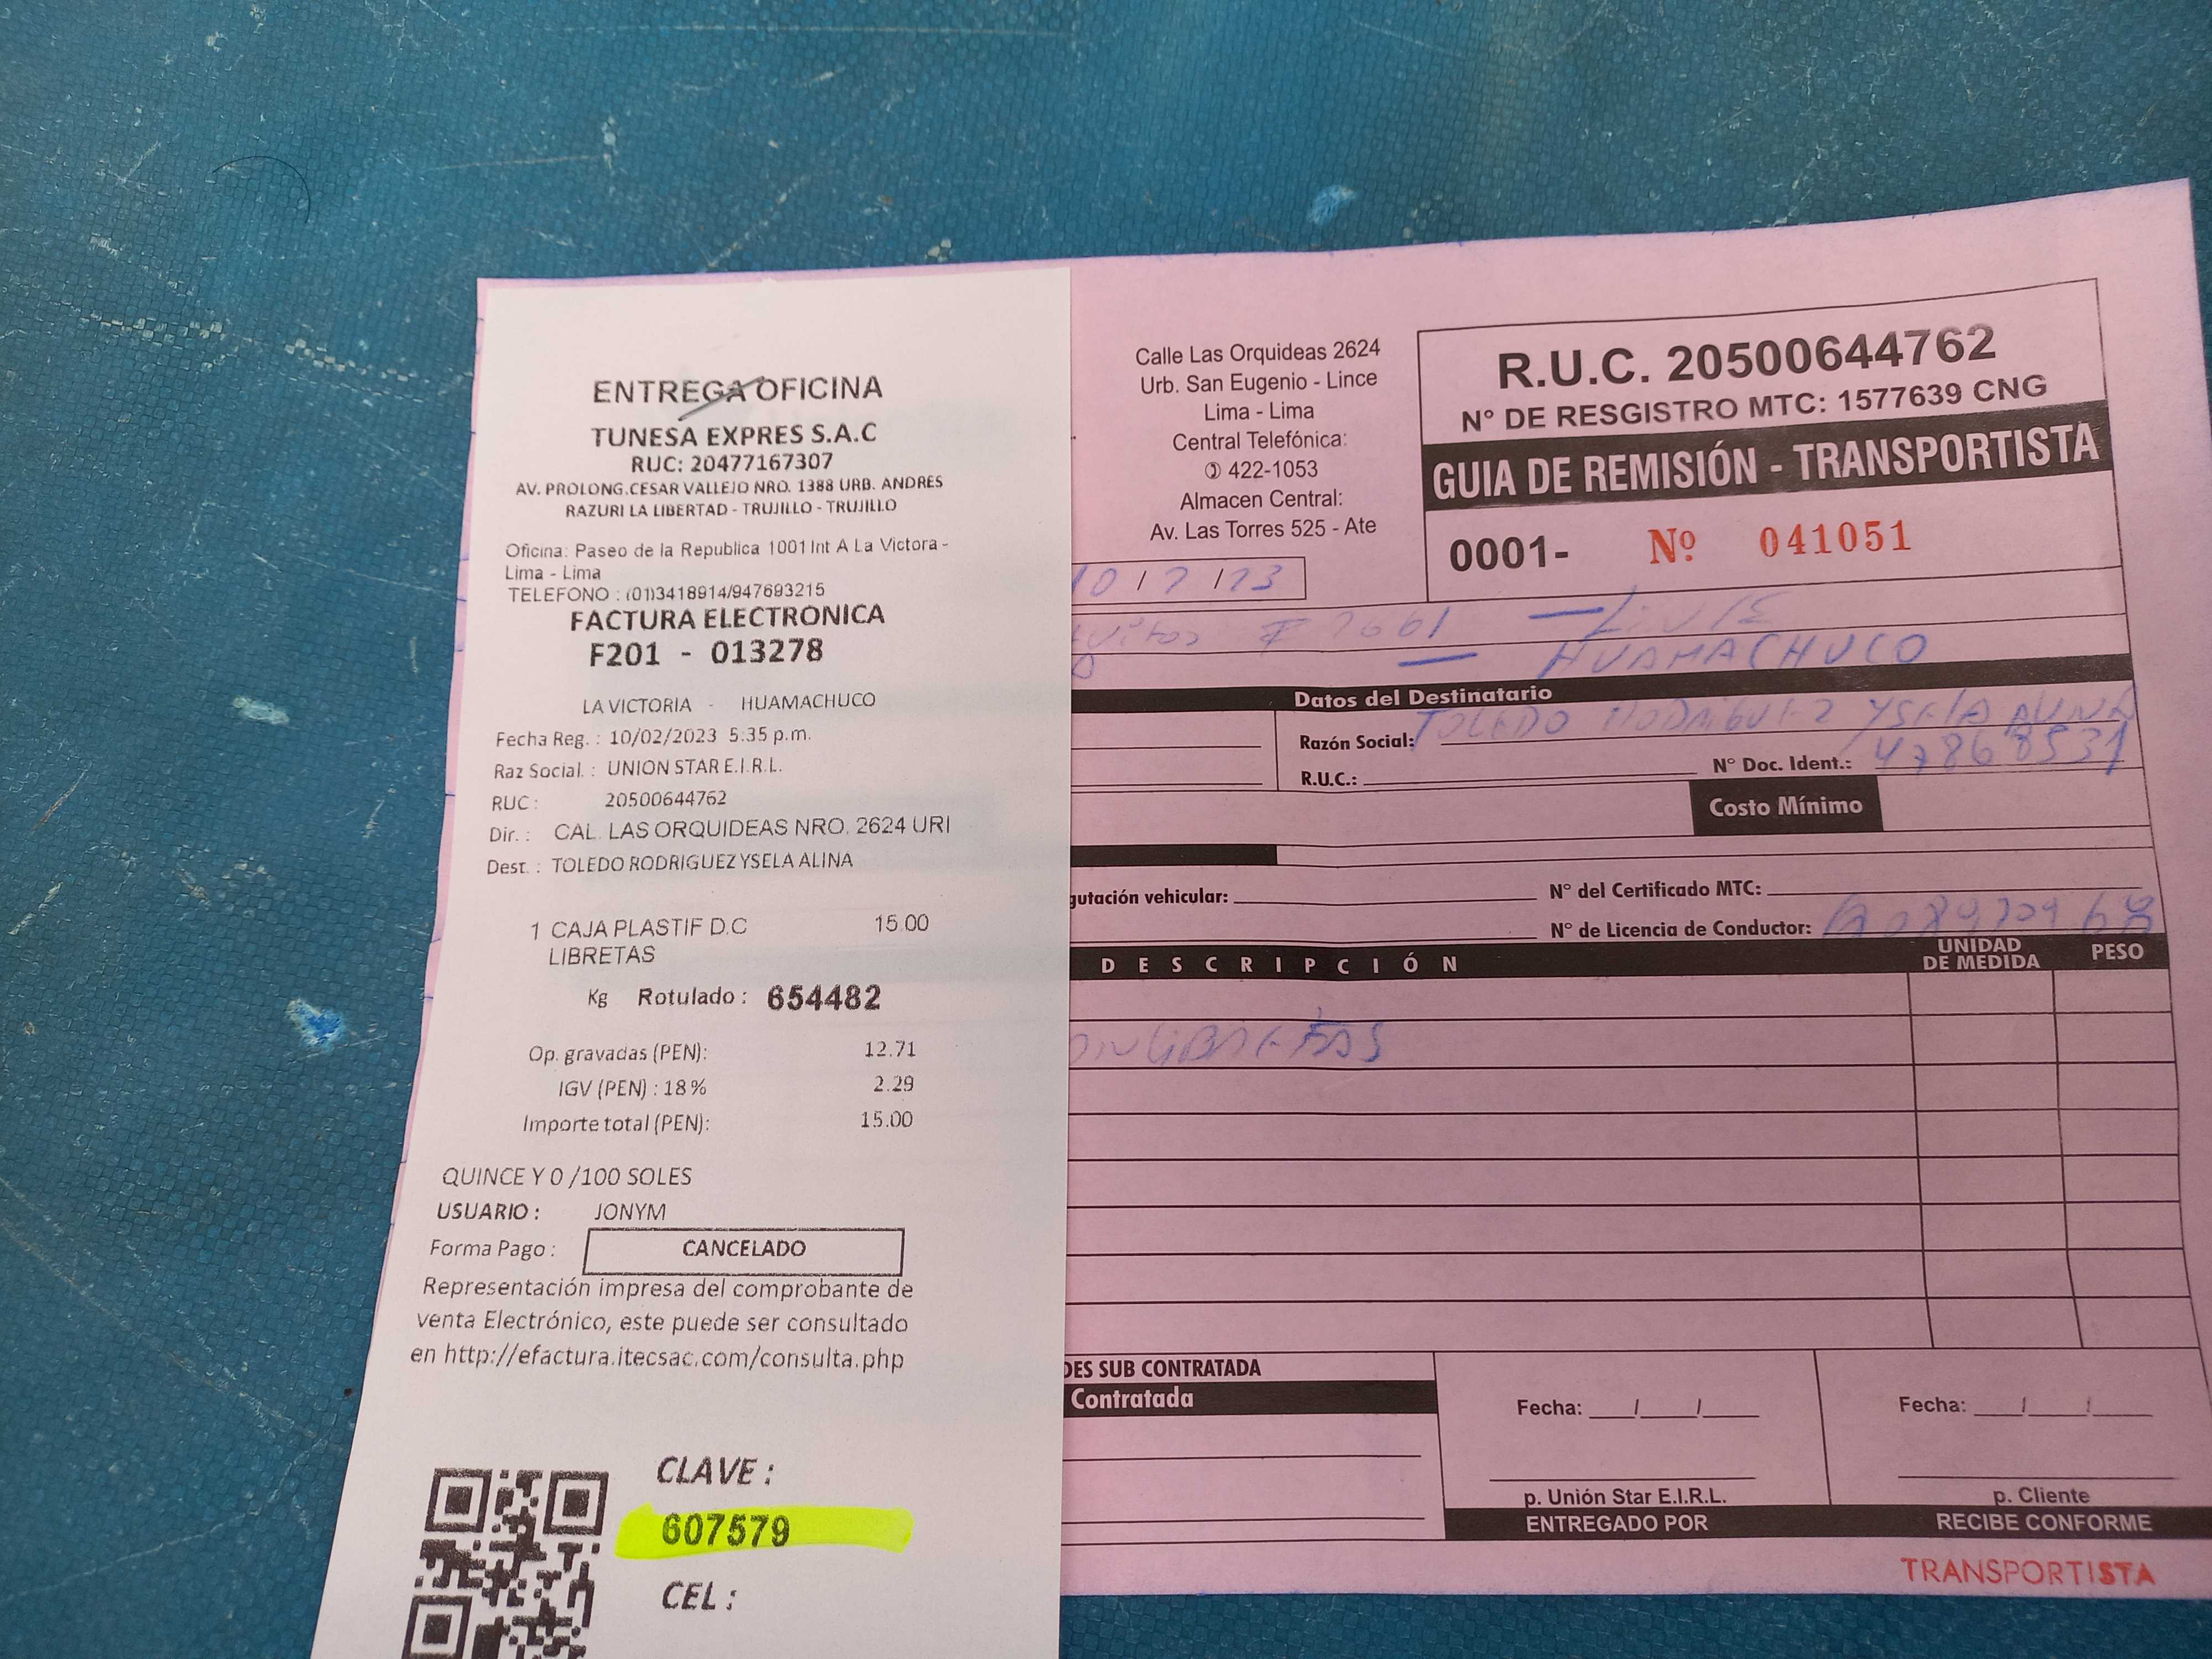 ENTREGA OFICINA
TUNESA EXPRES S.A.C
RUC: 20477167307
AV. PROLONG.CESAR VALLEJO NRO. 1388 URB. ANDRES
RAZURI LA LIBERTAD - TRUJILLO - TRUJILLO
Oficina: Paseo de la Republica 1001 Int A La Victora -
Lima - Lima
TELEFONO : (01)3418914/947693215
FACTURA ELECTRONICA
F201 - 013278
LA VICTORIA - HUAMACHUCO
Fecha Reg. : 10/02/2023 5:35 p.m.
Raz Social. : UNION STAR E.I.R.L.
RUC : 20500644762
Dir. : CAL. LAS ORQUIDEAS NRO. 2624 URI
Dest. : TOLEDO RODRIGUEZ YSELA ALINA
1 CAJA PLASTIF D.C 15.00
LIBRETAS
Kg Rotulado : 654482
Op. gravadas (PEN): 12.71
IGV (PEN) : 18% 2.29
Importe total (PEN): 15.00
QUINCE Y 0 /100 SOLES
USUARIO : JONYM
Forma Pago : CANCELADO
Representación impresa del comprobante de
venta Electrónico, este puede ser consultado
en http://efactura.itecsac.com/consulta.php
CLAVE :
607579
CEL :
Calle Las Orquideas 2624
Urb. San Eugenio - Lince
Lima - Lima
Central Telefónica:
✆ 422-1053
Almacen Central:
Av. Las Torres 525 - Ate
R.U.C. 20500644762
N° DE RESGISTRO MTC: 1577639 CNG
GUIA DE REMISIÓN - TRANSPORTISTA
0001- Nº 041051
HUAMACHUCO
Datos del Destinatario
Razón Social: TOLEDO RODRIGUEZ YSELA ALINA
R.U.C.: N° Doc. Ident.: 47868531
Costo Mínimo
gutación vehicular: N° del Certificado MTC:
N° de Licencia de Conductor:
DESCRIPCIÓN UNIDAD DE MEDIDA PESO
ON LIBRETAS
DES SUB CONTRATADA
Contratada
Fecha: / / Fecha: / /
p. Unión Star E.I.R.L. p. Cliente
ENTREGADO POR RECIBE CONFORME
TRANSPORTISTA